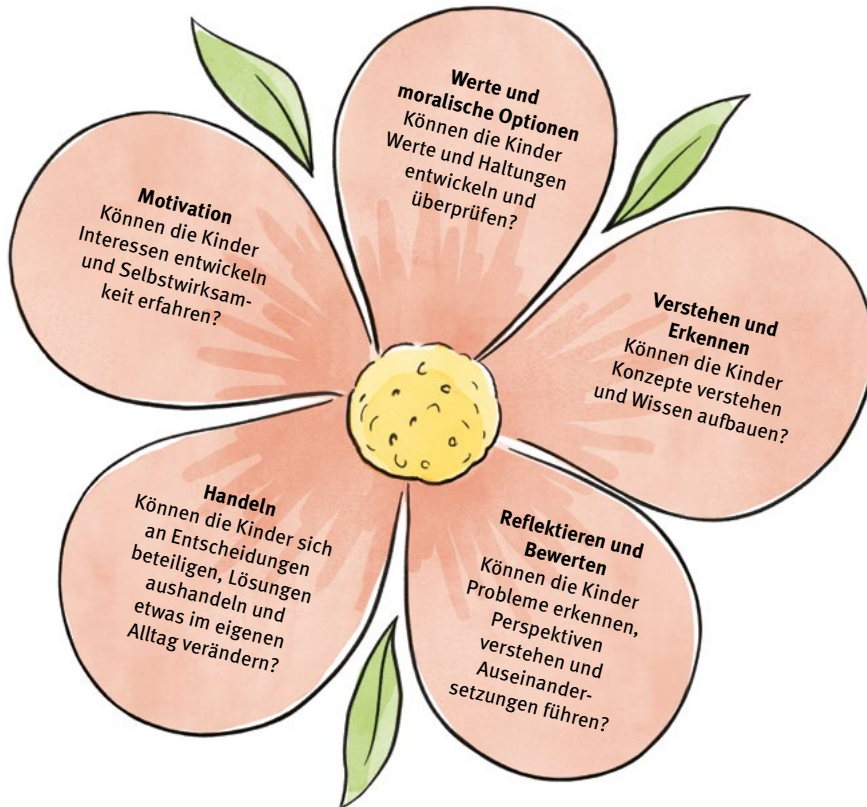 Werte und
moralische Optionen
Können die Kinder
Werte und Haltungen
entwickeln und
überprüfen?
Motivation
Können die Kinder
Interessen entwickeln
und Selbstwirksam-
keit erfahren?
Verstehen und
Erkennen
Können die Kinder
Konzepte verstehen
und Wissen aufbauen?
Handeln
Können die Kinder sich
an Entscheidungen
beteiligen, Lösungen
aushandeln und
etwas im eigenen
Alltag verändern?
Reflektieren und
Bewerten
Können die Kinder
Probleme erkennen,
Perspektiven
verstehen und
Auseinander-
setzungen führen?